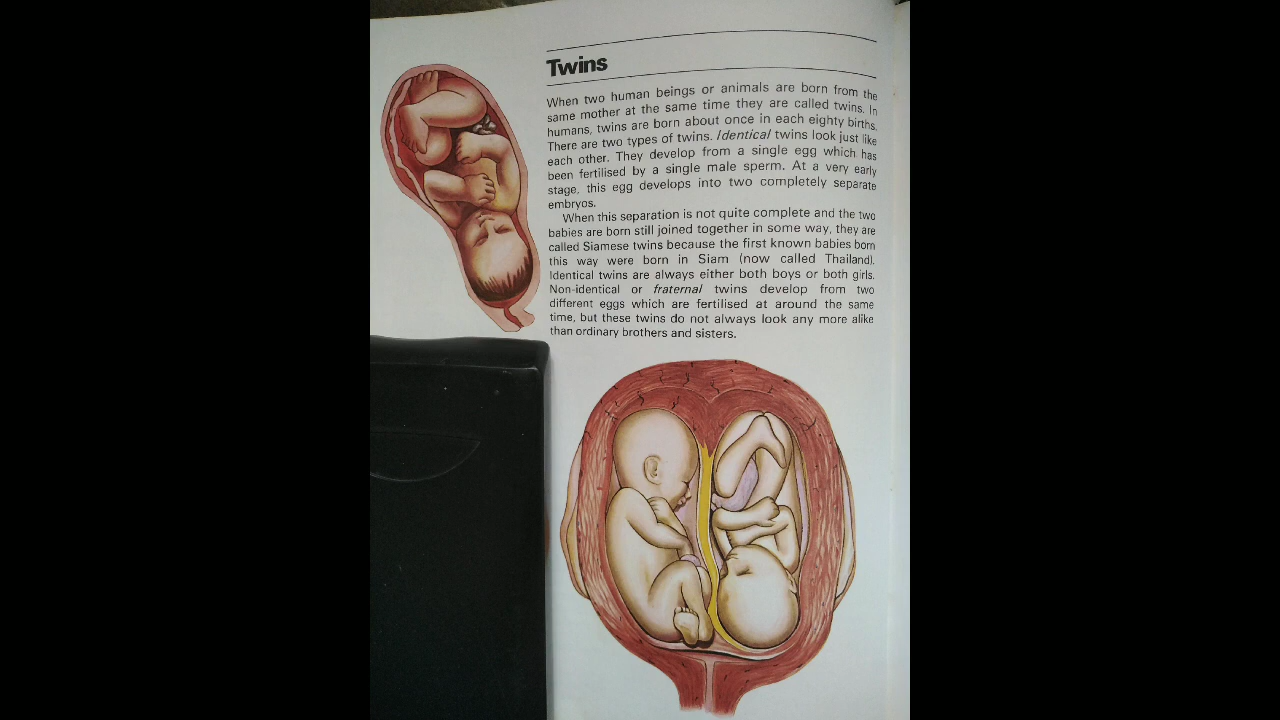 Twins
When two human beings or animals are born from the
same mother at the same time they are called twins. In
humans, twins are born about once in each eighty births.
There are two types of twins. Identical twins look just like
each other. They develop from a single egg which has
been fertilised by a single male sperm. At a very early
stage, this egg develops into two completely separate
embryos.
When this separation is not quite complete and the two
babies are born still joined together in some way, they are
called Siamese twins because the first known babies born
this way were born in Siam (now called Thailand).
Identical twins are always either both boys or both girls.
Non-identical or fraternal twins develop from two
different eggs which are fertilised at around the same
time, but these twins do not always look any more alike
than ordinary brothers and sisters.